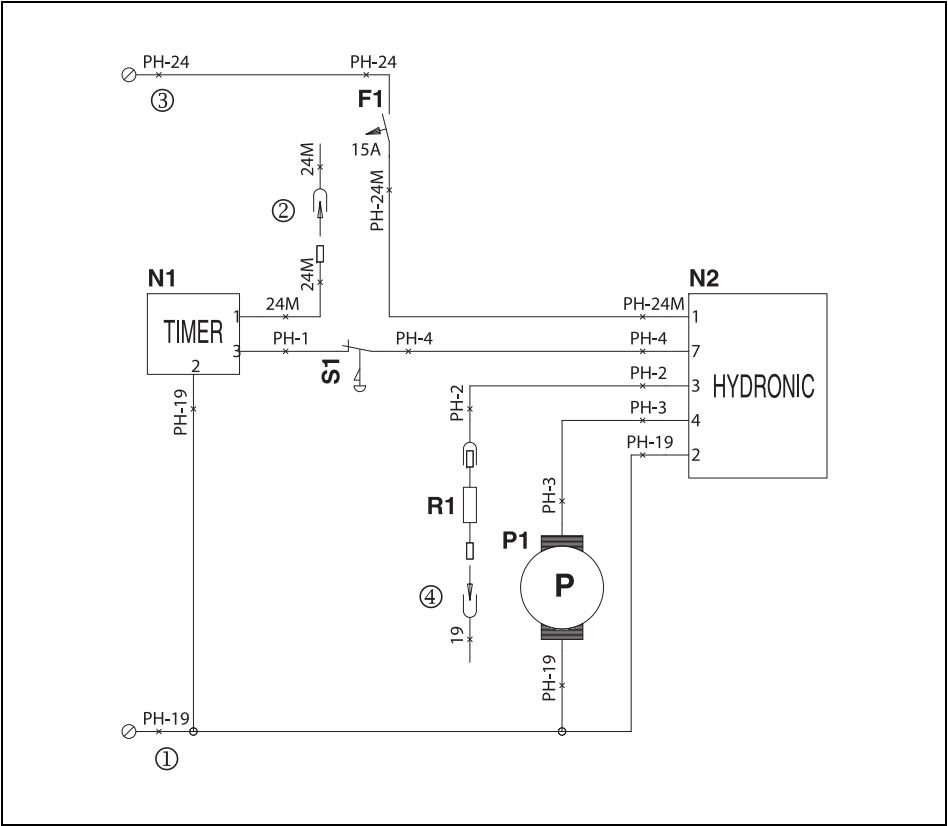 PH-24
PH-24
③
F1
15A
24M
PH-24M
②
24M
N1
N2
24M
PH-24M
TIMER
1
1
PH-1
PH-4
PH-4
3
7
S1
2
PH-2
3
HYDRONIC
PH-19
PH-2
PH-3
4
PH-19
2
R1
PH-3
P1
P
④
19
PH-19
PH-19
①